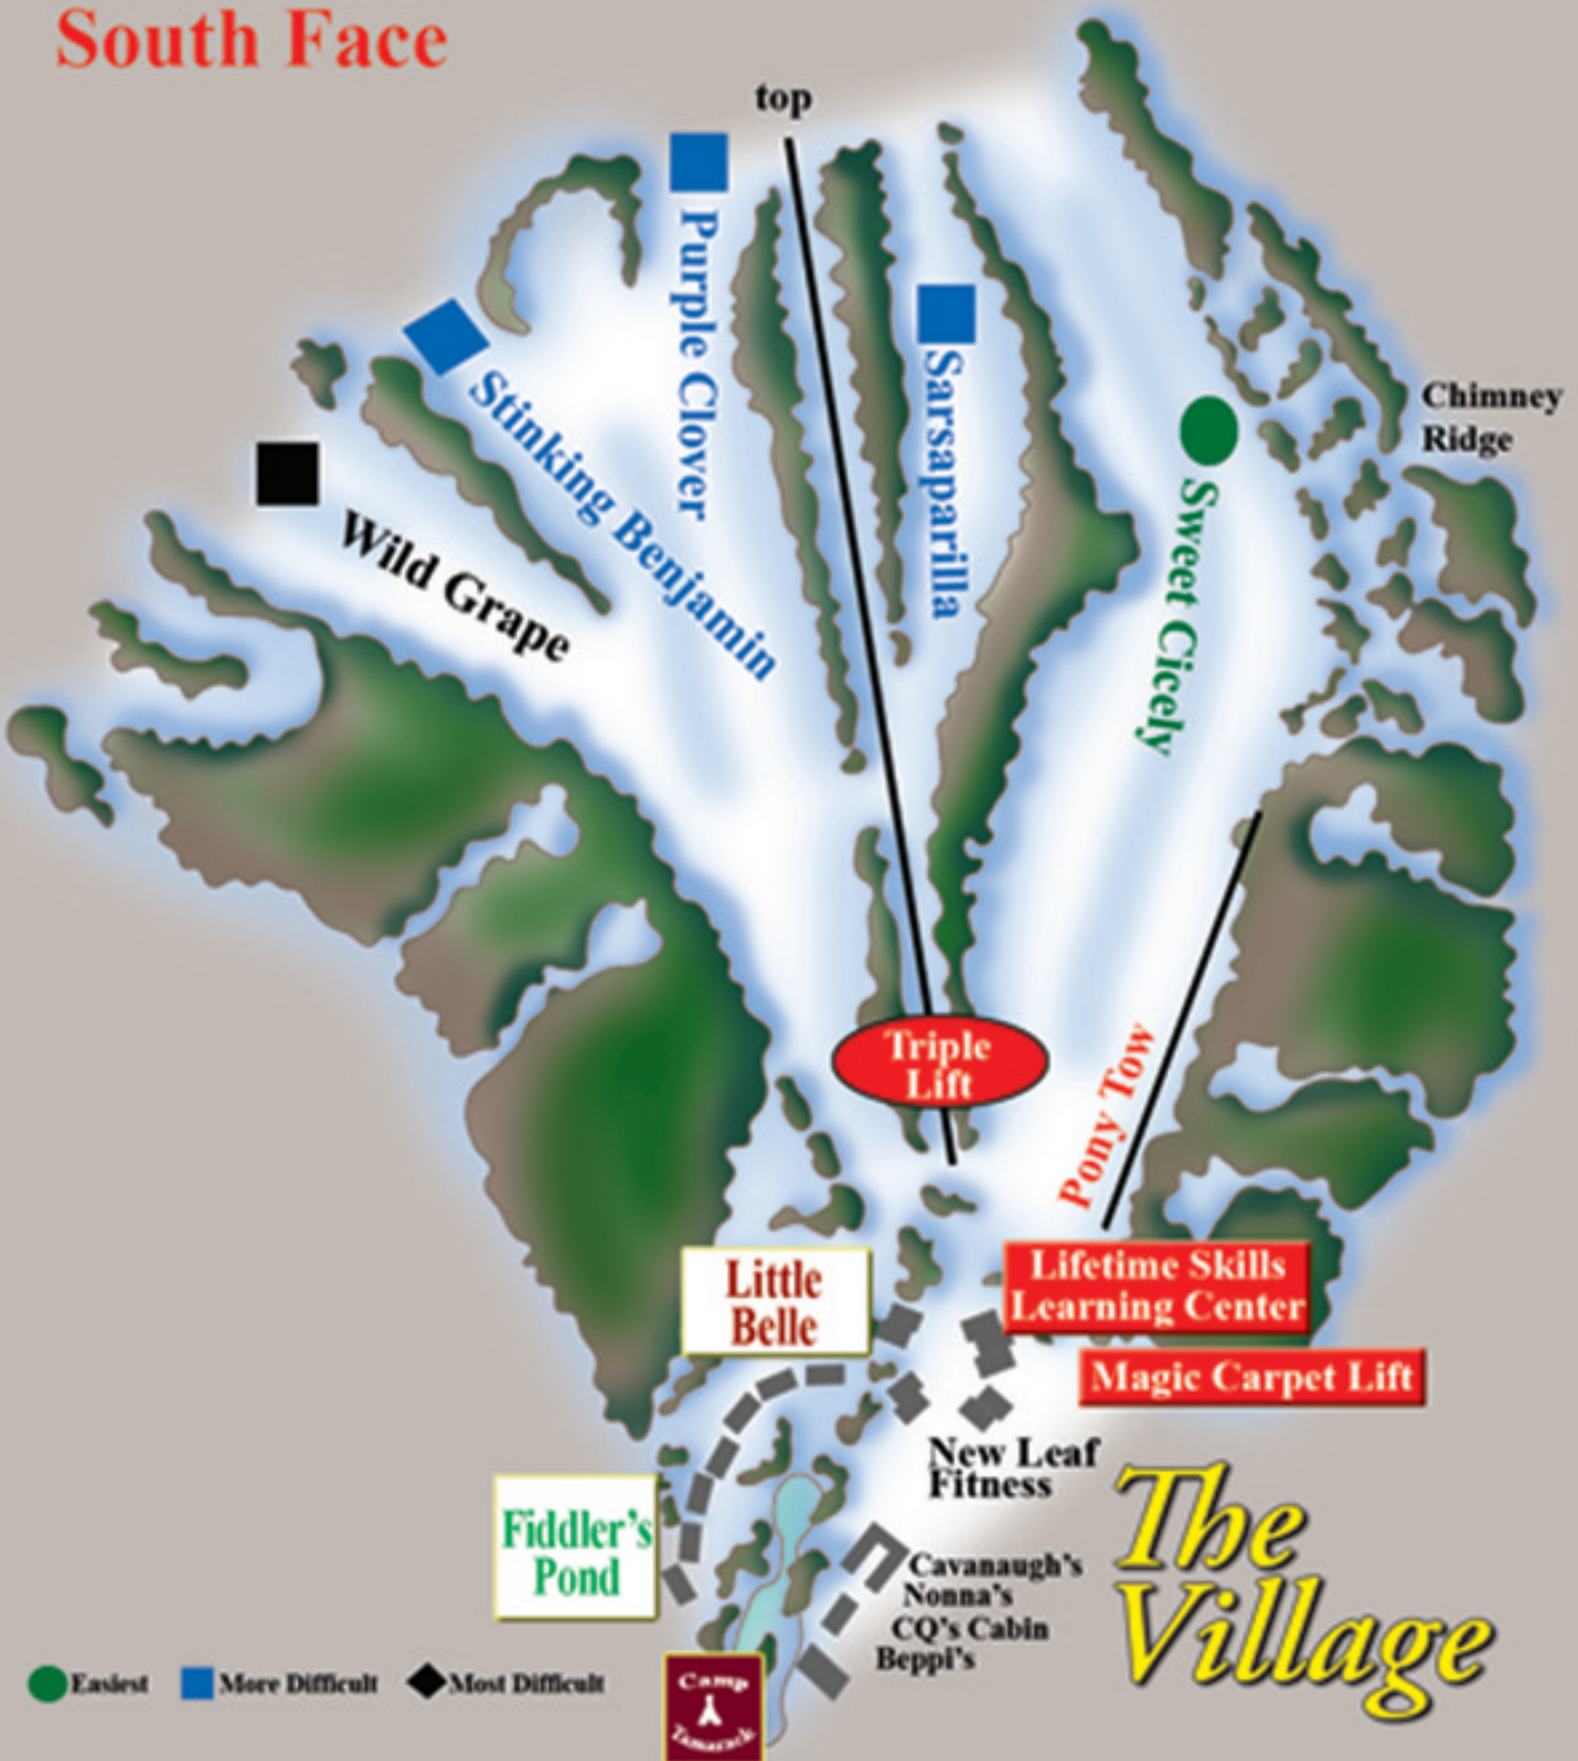 South Face
top
Purple Clover
Stinking Benjamin
Wild Grape
Sarsaparilla
Sweet Cicely
Chimney
Ridge
Triple
Lift
Pony Tow
Little
Belle
Lifetime Skills
Learning Center
Magic Carpet Lift
New Leaf
Fitness
Fiddler's
Pond
Cavanaugh's
Nonna's
CQ's Cabin
Beppi's
The
Village
Easiest
More Difficult
Most Difficult
Camp
Tamarack